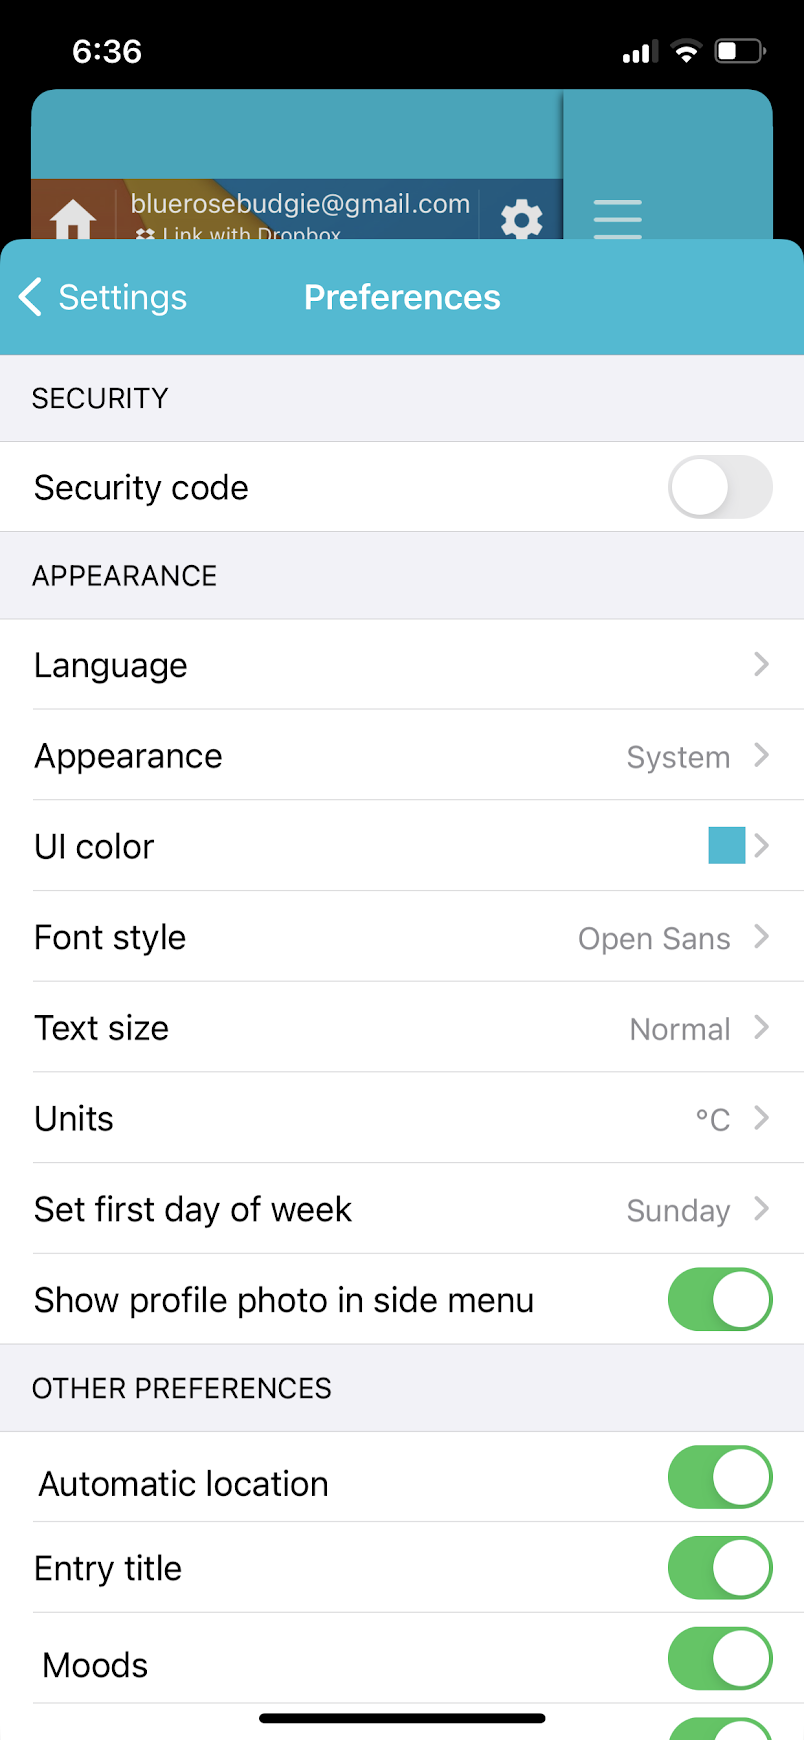 6:36
bluerosebudgie@gmail.com
Link with Dropbox
Settings
Preferences
SECURITY
Security code
APPEARANCE
Language
Appearance
System
UI color
Font style
Open Sans
Text size
Normal
Units
°C
Set first day of week
Sunday
Show profile photo in side menu
OTHER PREFERENCES
Automatic location
Entry title
Moods